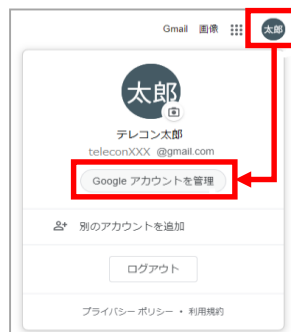 Gmail 画像 太郎
太郎
テレコン太郎
teleconXXX @gmail.com
Google アカウントを管理
別のアカウントを追加
ログアウト
プライバシー ポリシー • 利用規約